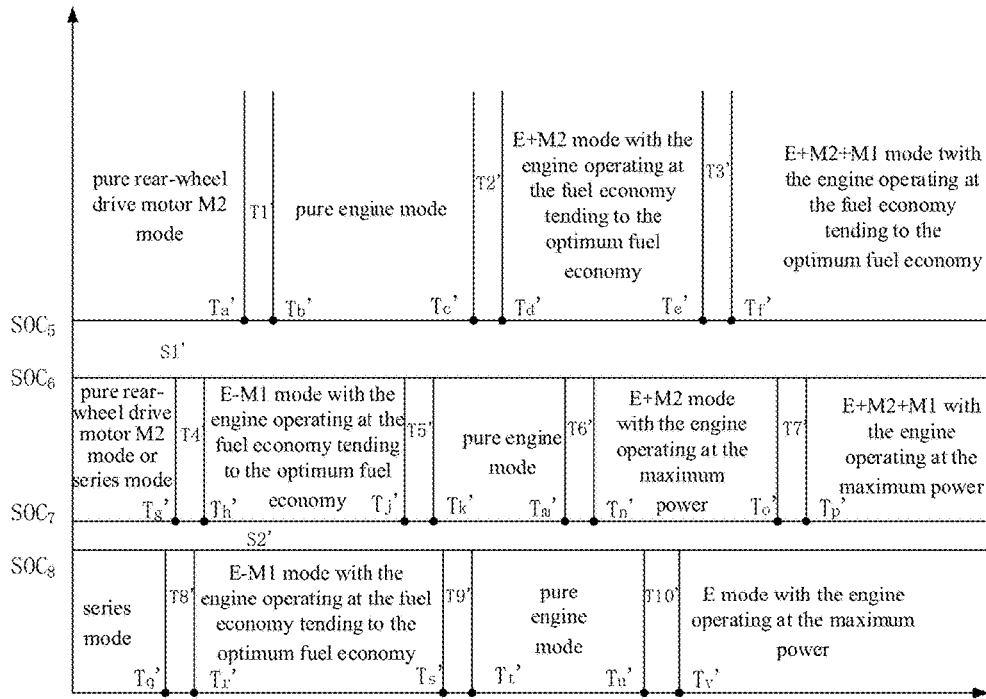 pure rear-wheel
drive motor M2
mode
T1'
pure engine mode
T2'
E+M2 mode with the
engine operating at
the fuel economy
tending to the
optimum fuel
economy
T3'
E+M2+M1 mode twith
the engine operating at
the fuel economy
tending to the
optimum fuel economy
Ta'
Tb'
Tc'
Td'
Te'
Tf'
SOC5
S1'
SOC6
pure rear-
wheel drive
motor M2
mode or
series mode
T4'
E-M1 mode with the
engine operating at the
fuel economy tending
to the optimum fuel
economy
T5'
pure engine
mode
T6'
E+M2 mode
with the engine
operating at the
maximum
power
T7'
E+M2+M1 with
the engine
operating at the
maximum power
Tg'
Th'
Tj'
Tk'
Tm'
Tn'
To'
Tp'
SOC7
S2'
SOC8
series
mode
T8'
E-M1 mode with the
engine operating at the fuel
economy tending to the
optimum fuel economy
T9'
pure
engine
mode
T10'
E mode with the engine
operating at the maximum
power
Tq'
Tr'
Ts'
Tt'
Tu'
Tv'